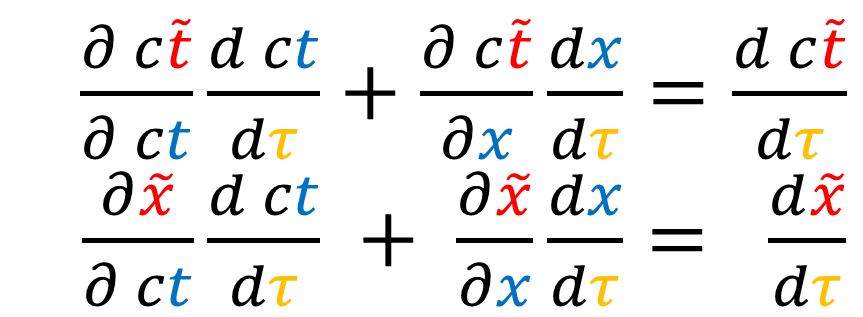 ∂ ct̃/∂ ct d ct/dτ + ∂ ct̃/∂x dx/dτ = d ct̃/dτ
∂x̃/∂ ct d ct/dτ + ∂x̃/∂x dx/dτ = dx̃/dτ